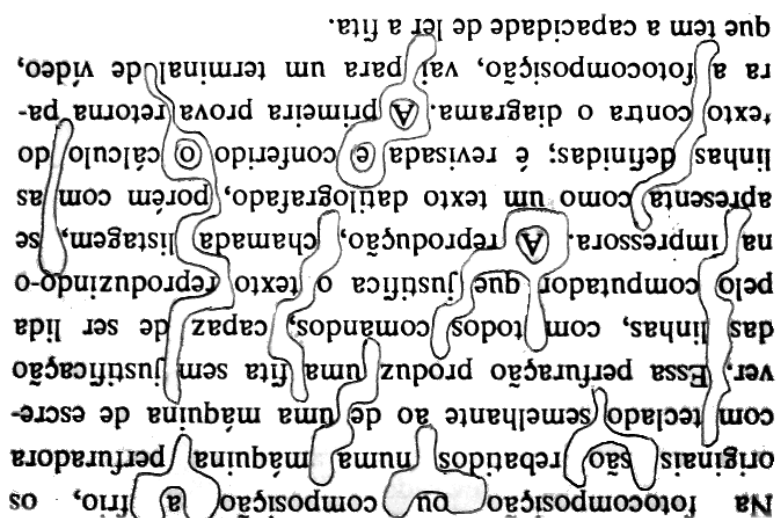 Na fotocomposição ou composição a frio, os
originais são rebatidos numa máquina perfuradora
com teclado semelhante ao de uma máquina de escre-
ver. Essa perfuração produz uma fita sem justificação
das linhas, com todos comandos, capaz de ser lida
pelo computador que justifica o texto reproduzindo-o
na impressora. A reprodução, chamada listagem, se
apresenta como um texto datilografado, porém com as
linhas definidas; é revisada e conferido o cálculo do
texto contra o diagrama. A primeira prova retorna pa-
ra a fotocomposição, vai para um terminal de vídeo,
que tem a capacidade de ler a fita.